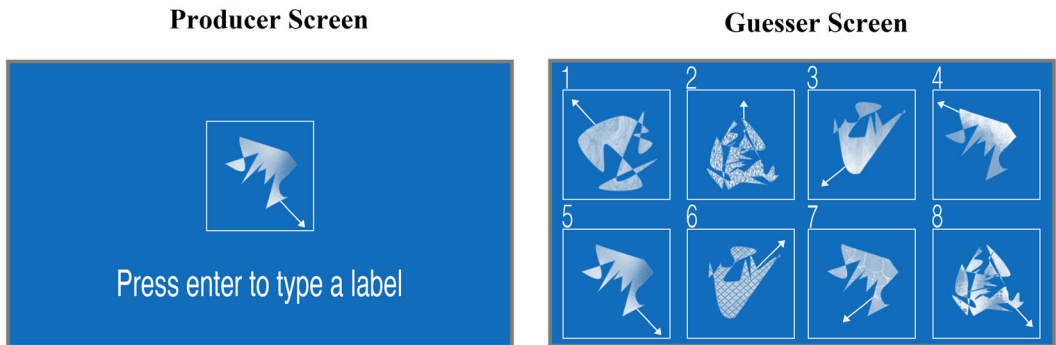 Producer Screen
Guesser Screen
Press enter to type a label
1 2 3 4
5 6 7 8